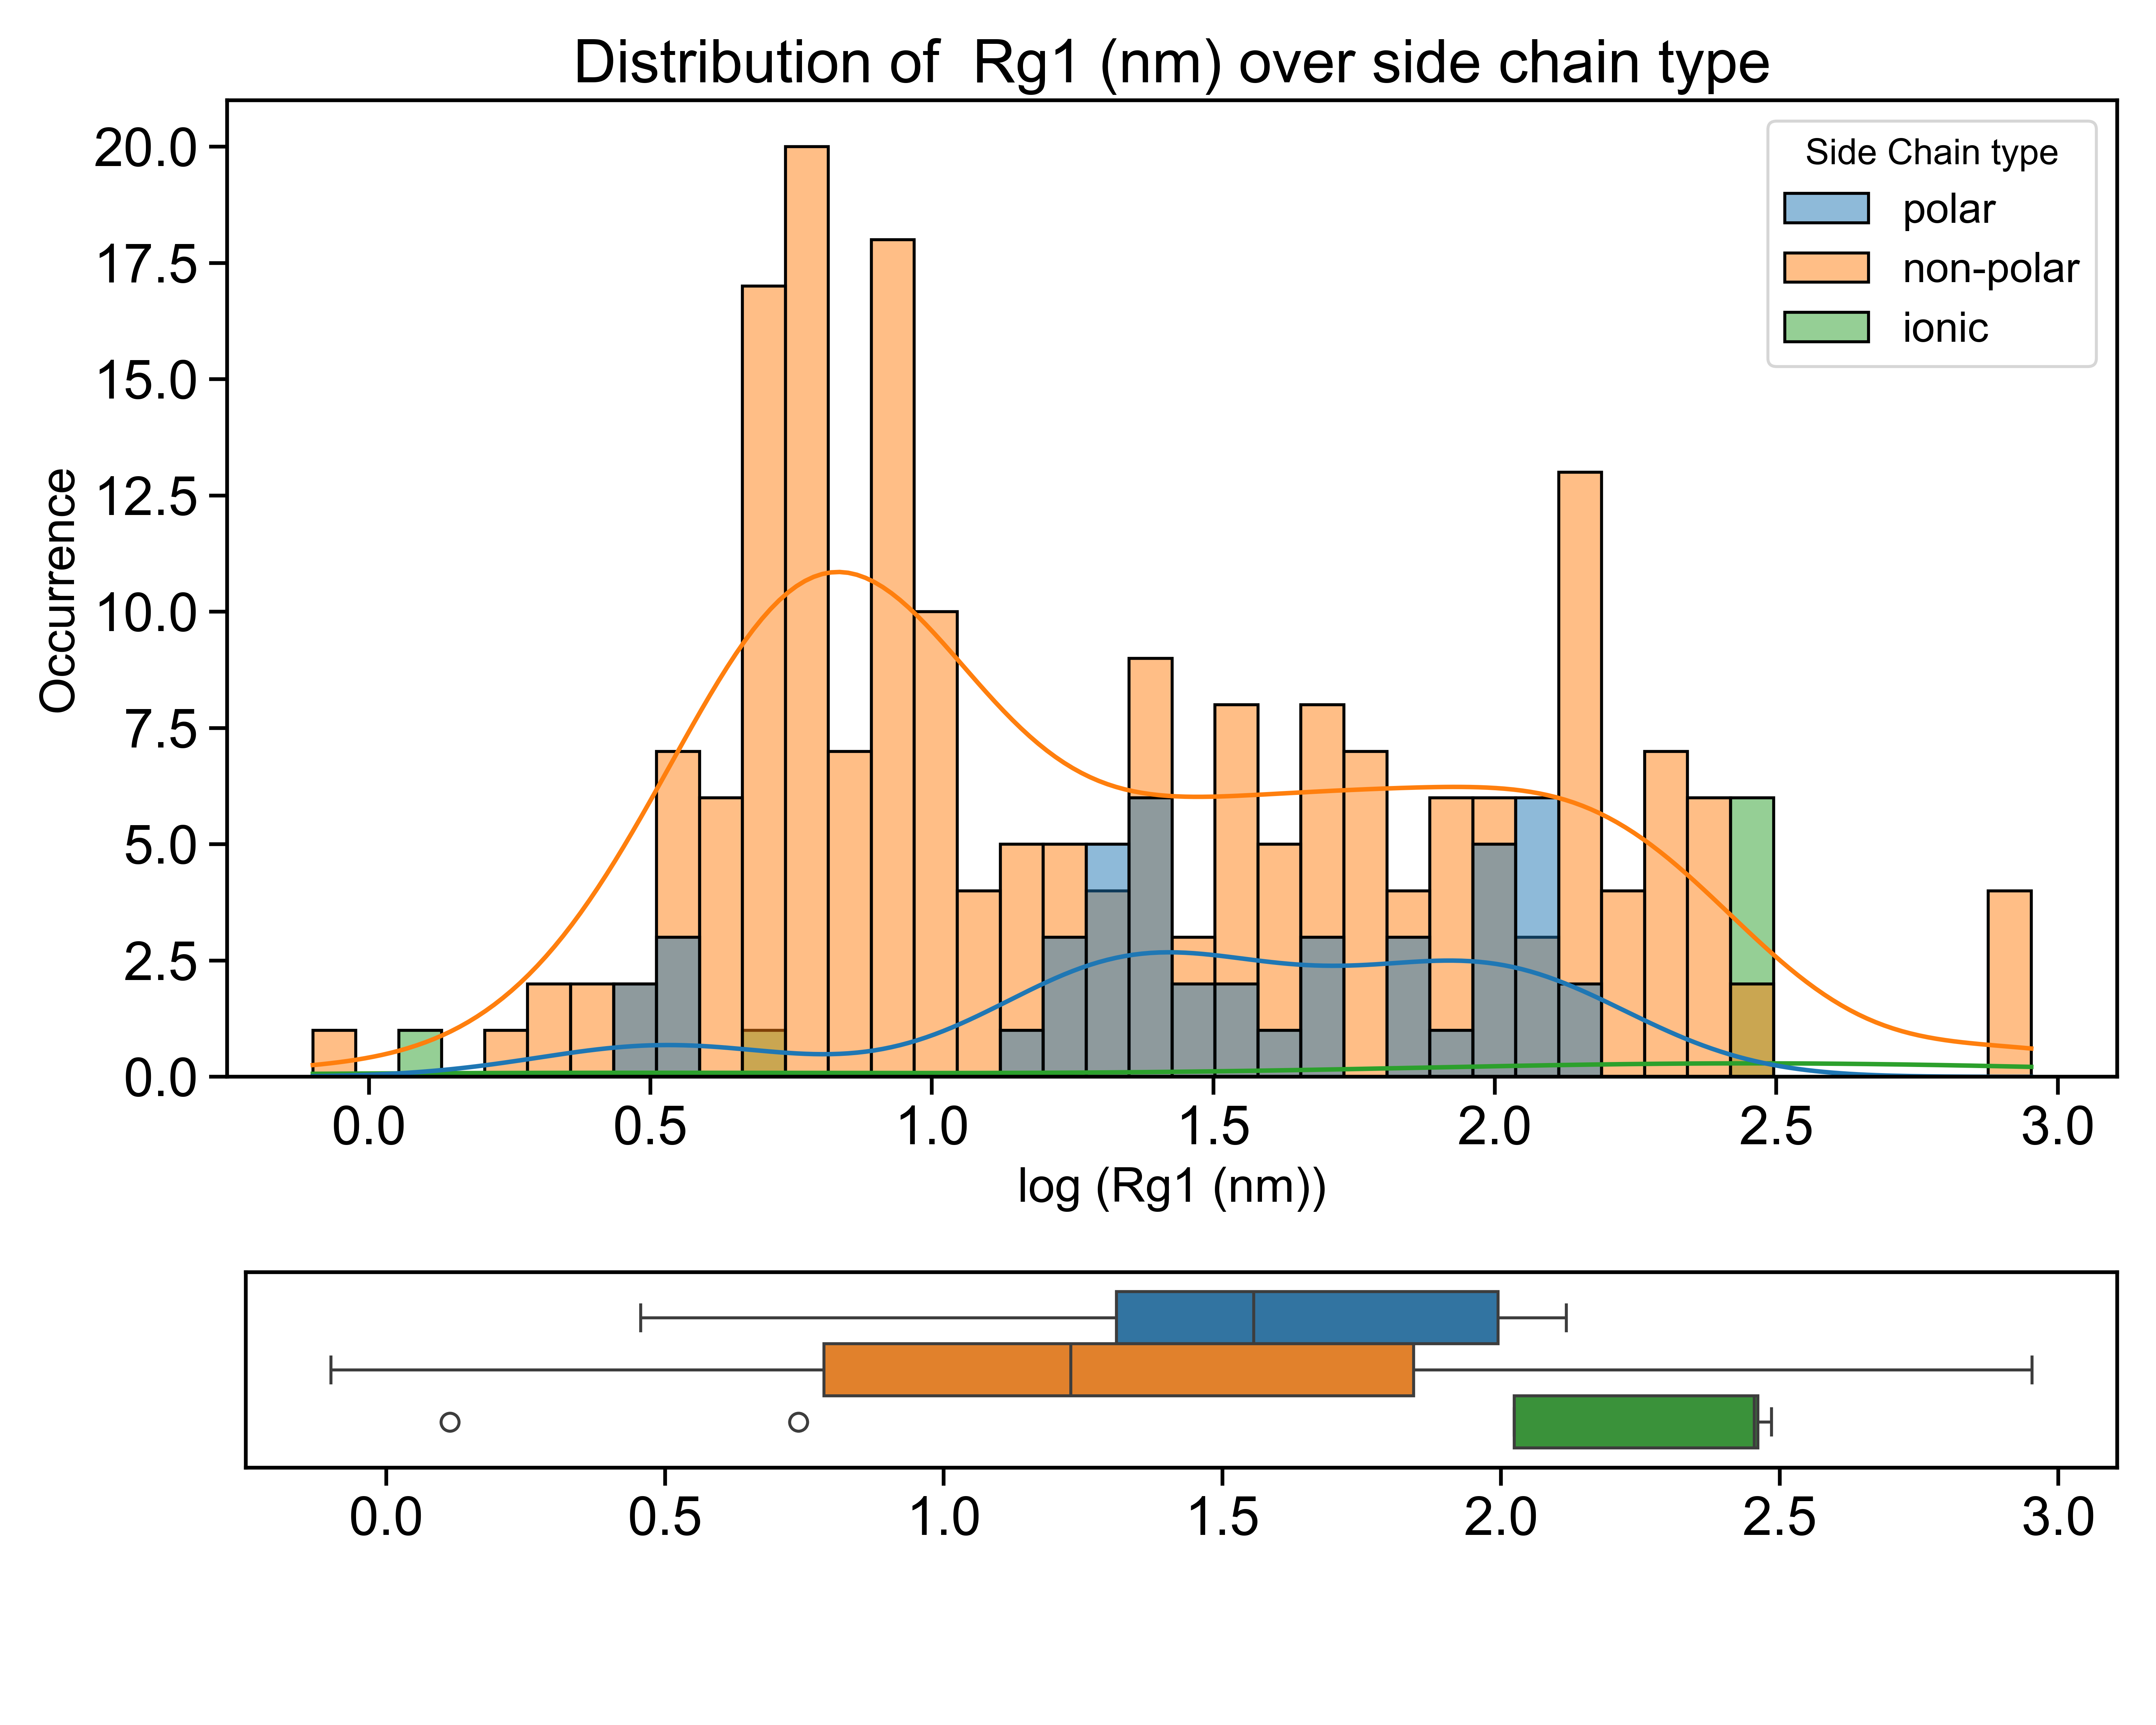 Distribution of  Rg1 (nm) over side chain type
Side Chain type
polar
non-polar
ionic
Occurrence
20.0
17.5
15.0
12.5
10.0
7.5
5.0
2.5
0.0
0.0 0.5 1.0 1.5 2.0 2.5 3.0
log (Rg1 (nm))
0.0 0.5 1.0 1.5 2.0 2.5 3.0